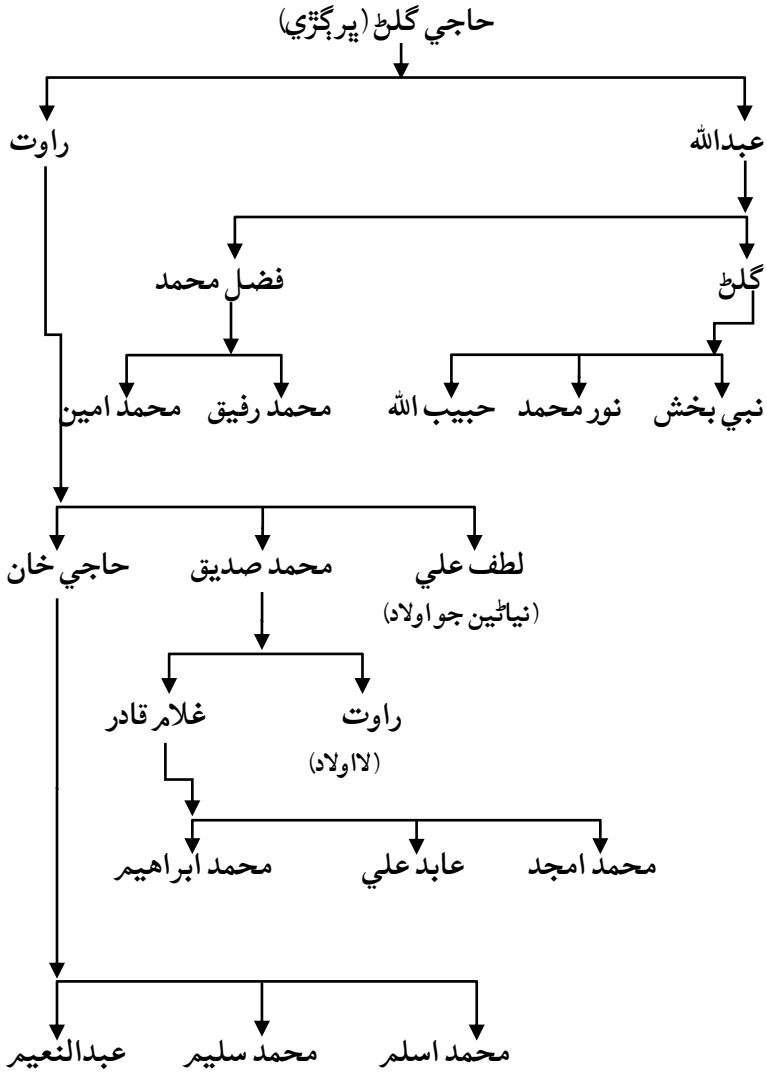 حاجي گلڻ (پرڳڙي)
عبدالله راوت
گلڻ فضل محمد
نبي بخش نور محمد حبيب الله محمد رفيق محمد امين
لطف علي محمد صديق حاجي خان
(نياڻين جو اولاد)
راوت غلام قادر
(لااولاد)
محمد امجد عابد علي محمد ابراهيم
محمد اسلم محمد سليم عبدالنعيم